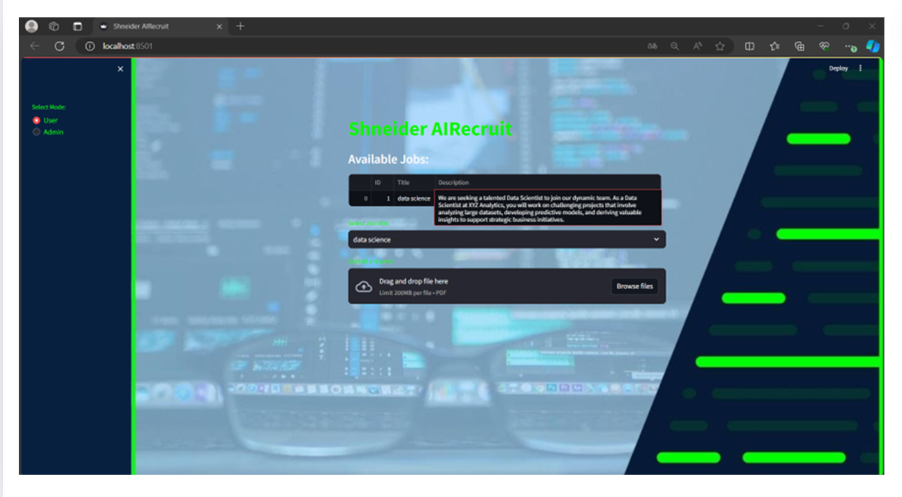 Shneider AIRecruit
localhost:8501
Deploy
Select Mode:
User
Admin
Shneider AIRecruit
Available Jobs:
ID Title Description
0 1 data science
We are seeking a talented Data Scientist to join our dynamic team. As a Data
Scientist at XYZ Analytics, you will work on challenging projects that involve
analyzing large datasets, developing predictive models, and deriving valuable
insights to support strategic business initiatives.
data science
Drag and drop file here
Limit 200MB per file • PDF
Browse files